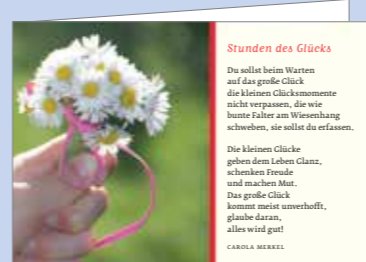 Stunden des Glücks
Du sollst beim Warten
auf das große Glück
die kleinen Glücksmomente
nicht verpassen, die wie
bunte Falter am Wiesenhang
schweben, sie sollst du erfassen.
Die kleinen Glücke
geben dem Leben Glanz,
schenken Freude
und machen Mut.
Das große Glück
kommt meist unverhofft,
glaube daran,
alles wird gut!
CAROLA MERKEL